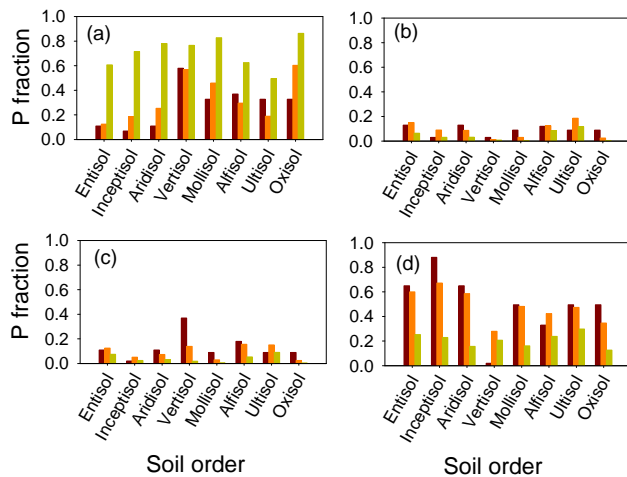 (a)
P fraction
1.0
0.8
0.6
0.4
0.2
0.0
Entisol
Inceptisol
Aridisol
Vertisol
Mollisol
Alfisol
Ultisol
Oxisol
(b)
1.0
0.8
0.6
0.4
0.2
0.0
Entisol
Inceptisol
Aridisol
Vertisol
Mollisol
Alfisol
Ultisol
Oxisol
(c)
P fraction
1.0
0.8
0.6
0.4
0.2
0.0
Entisol
Inceptisol
Aridisol
Vertisol
Mollisol
Alfisol
Ultisol
Oxisol
Soil order
(d)
1.0
0.8
0.6
0.4
0.2
0.0
Entisol
Inceptisol
Aridisol
Vertisol
Mollisol
Alfisol
Ultisol
Oxisol
Soil order